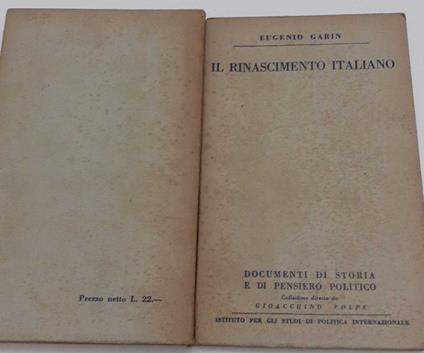 Prezzo netto L. 22.—
EUGENIO GARIN
IL RINASCIMENTO ITALIANO
DOCUMENTI DI STORIA
E DI PENSIERO POLITICO
Collezione diretta da
GIOACCHINO VOLPE
ISTITUTO PER GLI STUDI DI POLITICA INTERNAZIONALE